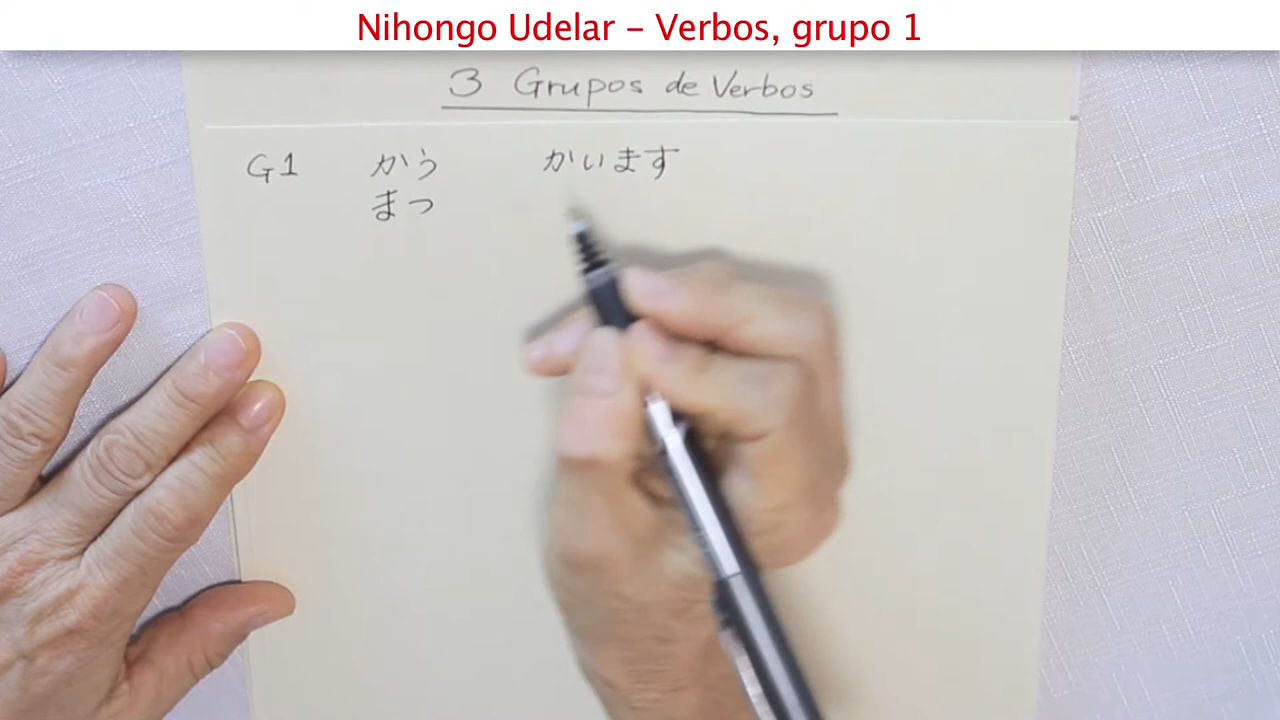 Nihongo Udelar – Verbos, grupo 1
3 Grupos de Verbos
G1 かう かいます
まつ